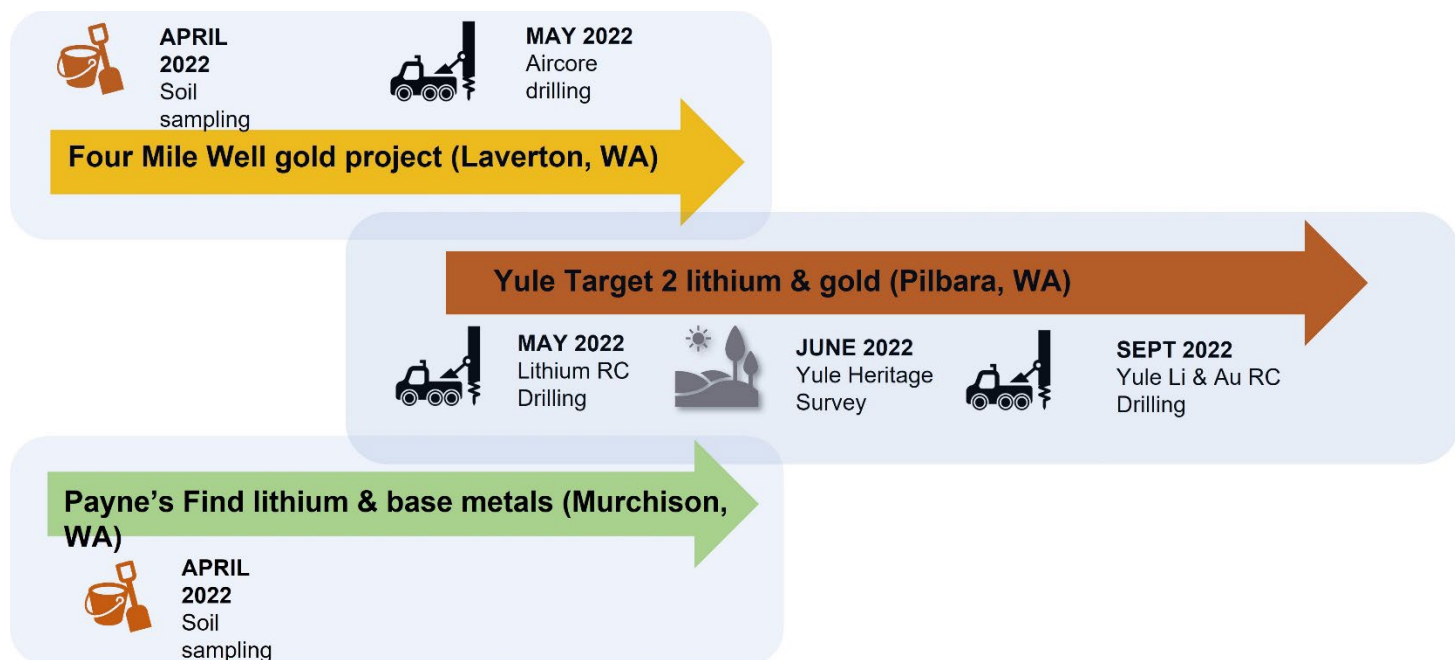 APRIL
2022
Soil
sampling
MAY 2022
Aircore
drilling
Four Mile Well gold project (Laverton, WA)
Yule Target 2 lithium & gold (Pilbara, WA)
MAY 2022
Lithium RC
Drilling
JUNE 2022
Yule Heritage
Survey
SEPT 2022
Yule Li & Au RC
Drilling
Payne’s Find lithium & base metals (Murchison,
WA)
APRIL
2022
Soil
sampling